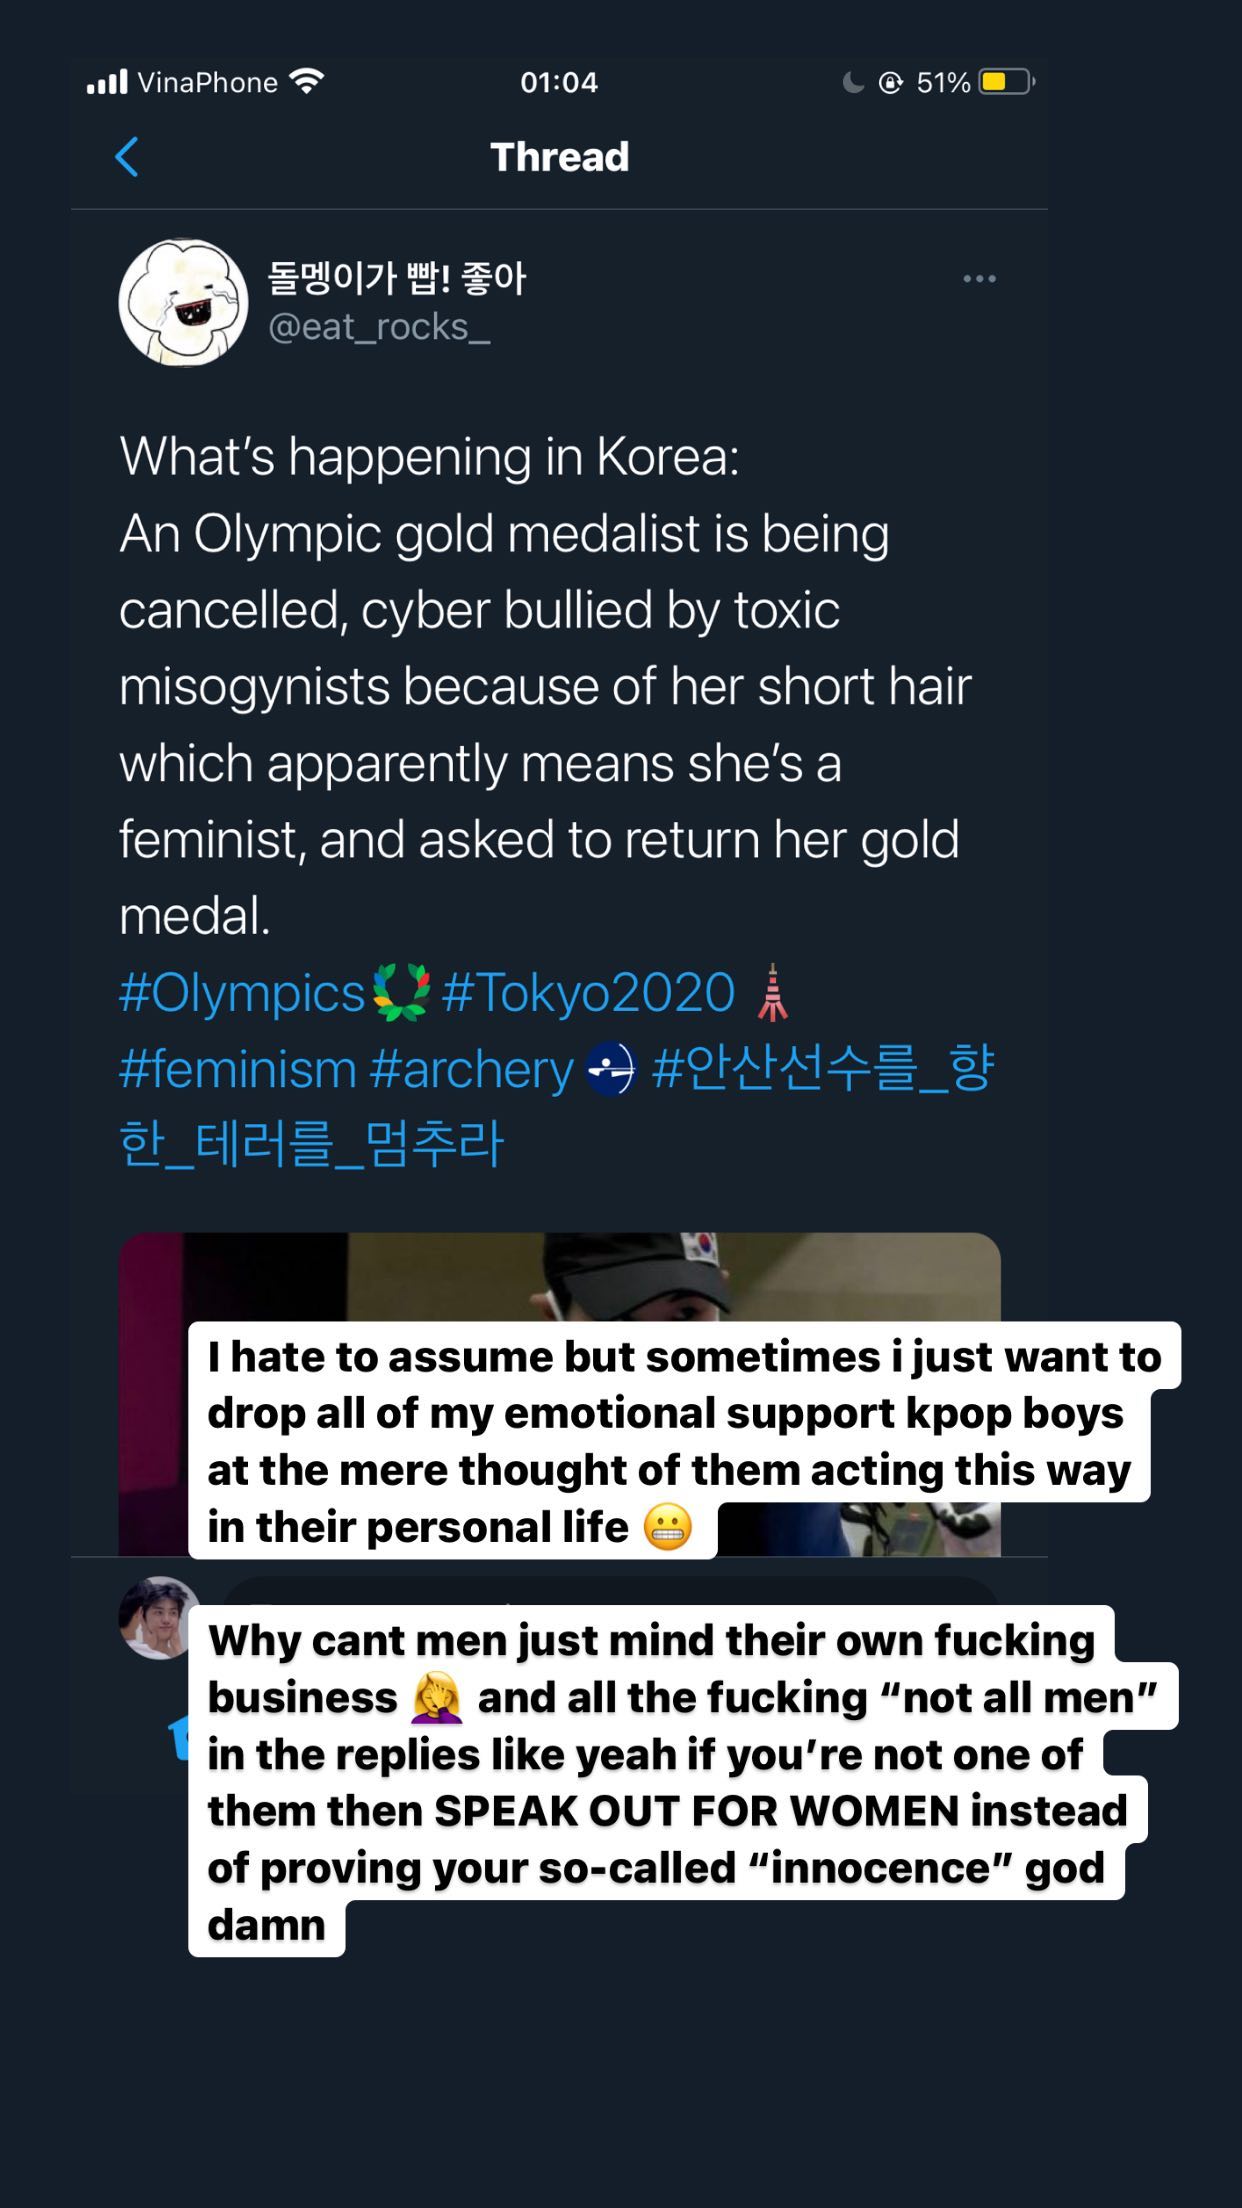 VinaPhone 01:04 51%
Thread
돌멩이가 빱! 좋아
@eat_rocks_
What’s happening in Korea:
An Olympic gold medalist is being
cancelled, cyber bullied by toxic
misogynists because of her short hair
which apparently means she’s a
feminist, and asked to return her gold
medal.
#Olympics #Tokyo2020
#feminism #archery #안산선수를_향
한_테러를_멈추라
I hate to assume but sometimes i just want to
drop all of my emotional support kpop boys
at the mere thought of them acting this way
in their personal life 😬
Why cant men just mind their own fucking
business 🤦‍♀️ and all the fucking “not all men”
in the replies like yeah if you’re not one of
them then SPEAK OUT FOR WOMEN instead
of proving your so-called “innocence” god
damn